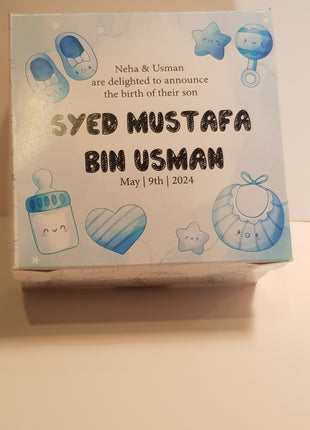 Neha & Usman
are delighted to announce
the birth of their son
SYED MUSTAFA
BIN USMAN
May | 9th | 2024